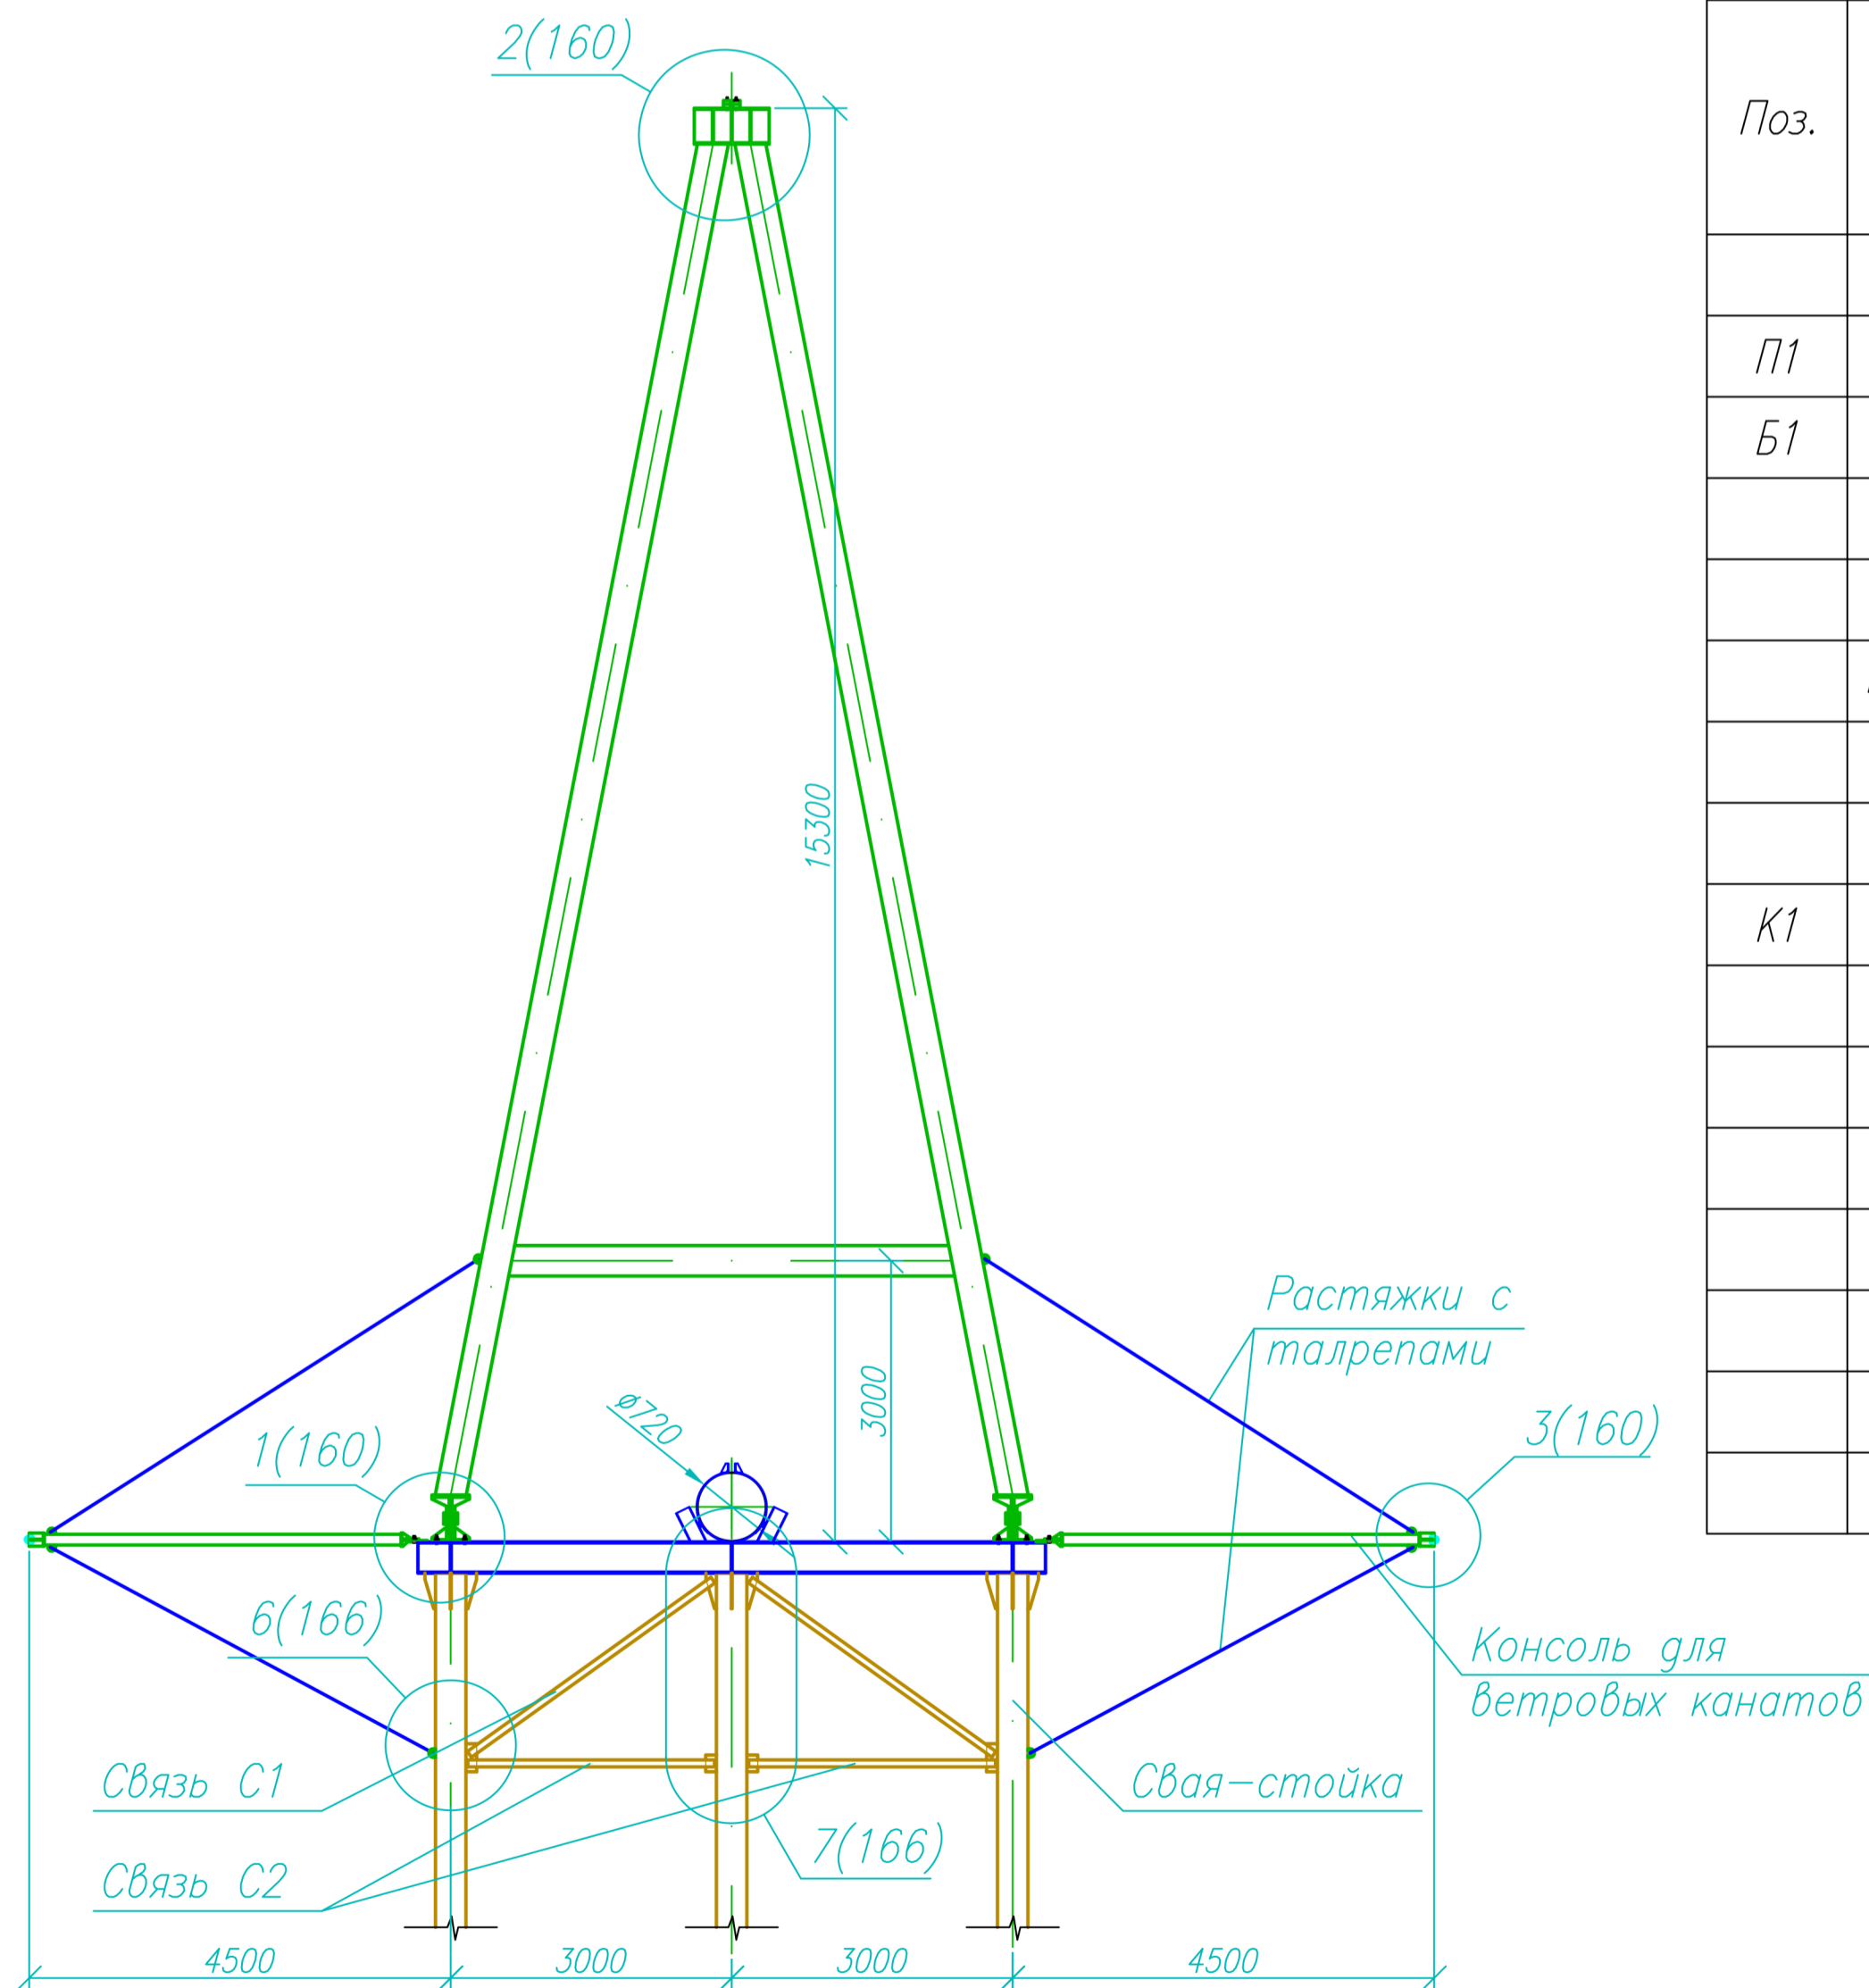 2(160)
Поз.
П1
Б1
15300
К1
Растяжки с
талрепами
3000
ø720
1(160)
3(160)
6(166)
Консоль для
ветровых канатов
Связь С1
Свая-стойка
7(166)
Связь С2
4500
3000
3000
4500